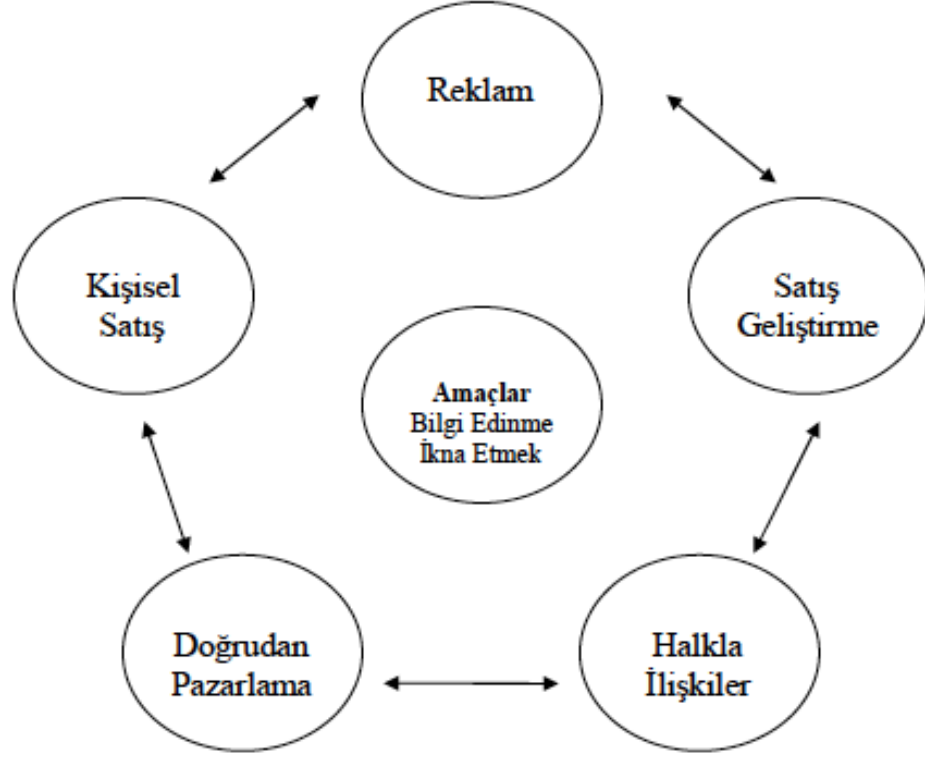 Reklam
Kişisel
Satış
Satış
Geliştirme
Amaçlar
Bilgi Edinme
İkna Etmek
Doğrudan
Pazarlama
Halkla
İlişkiler